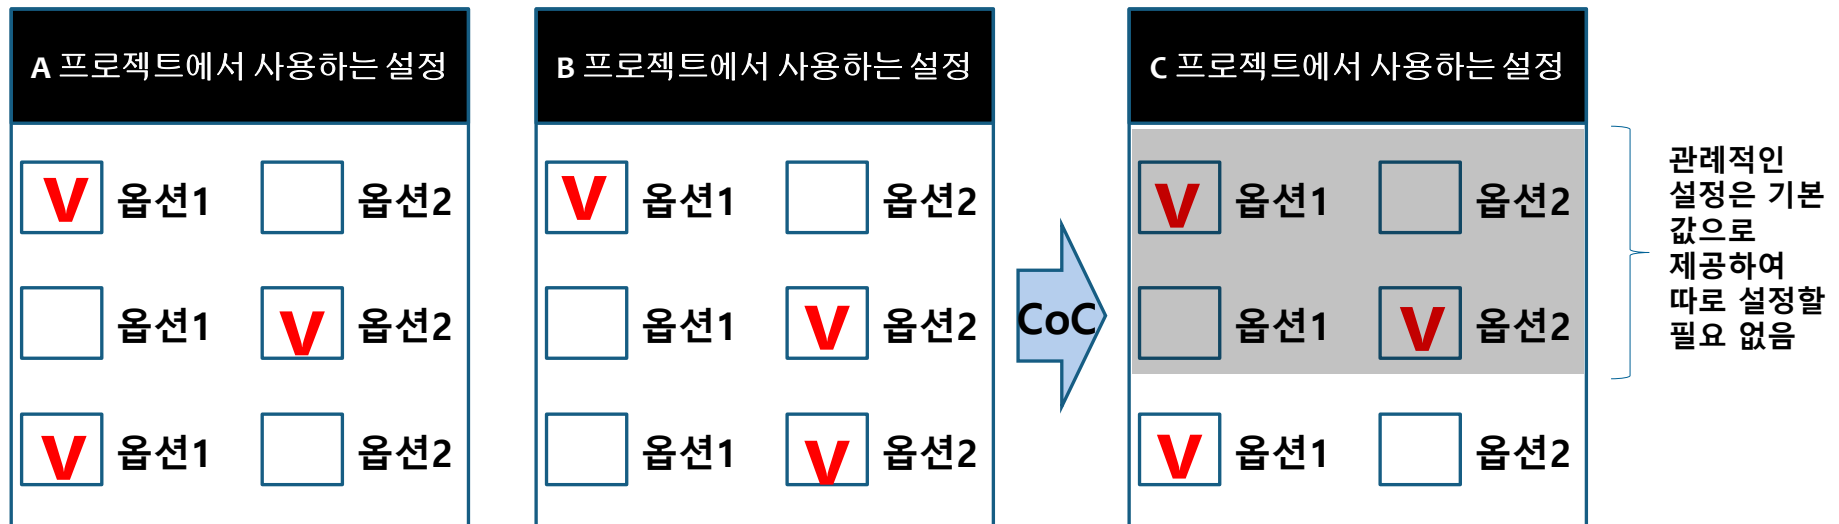 A 프로젝트에서 사용하는 설정
V 옵션1 옵션2
옵션1 V 옵션2
V 옵션1 옵션2
B 프로젝트에서 사용하는 설정
V 옵션1 옵션2
옵션1 V 옵션2
옵션1 V 옵션2
CoC
C 프로젝트에서 사용하는 설정
V 옵션1 옵션2
옵션1 V 옵션2
V 옵션1 옵션2
관례적인
설정은 기본
값으로
제공하여
따로 설정할
필요 없음